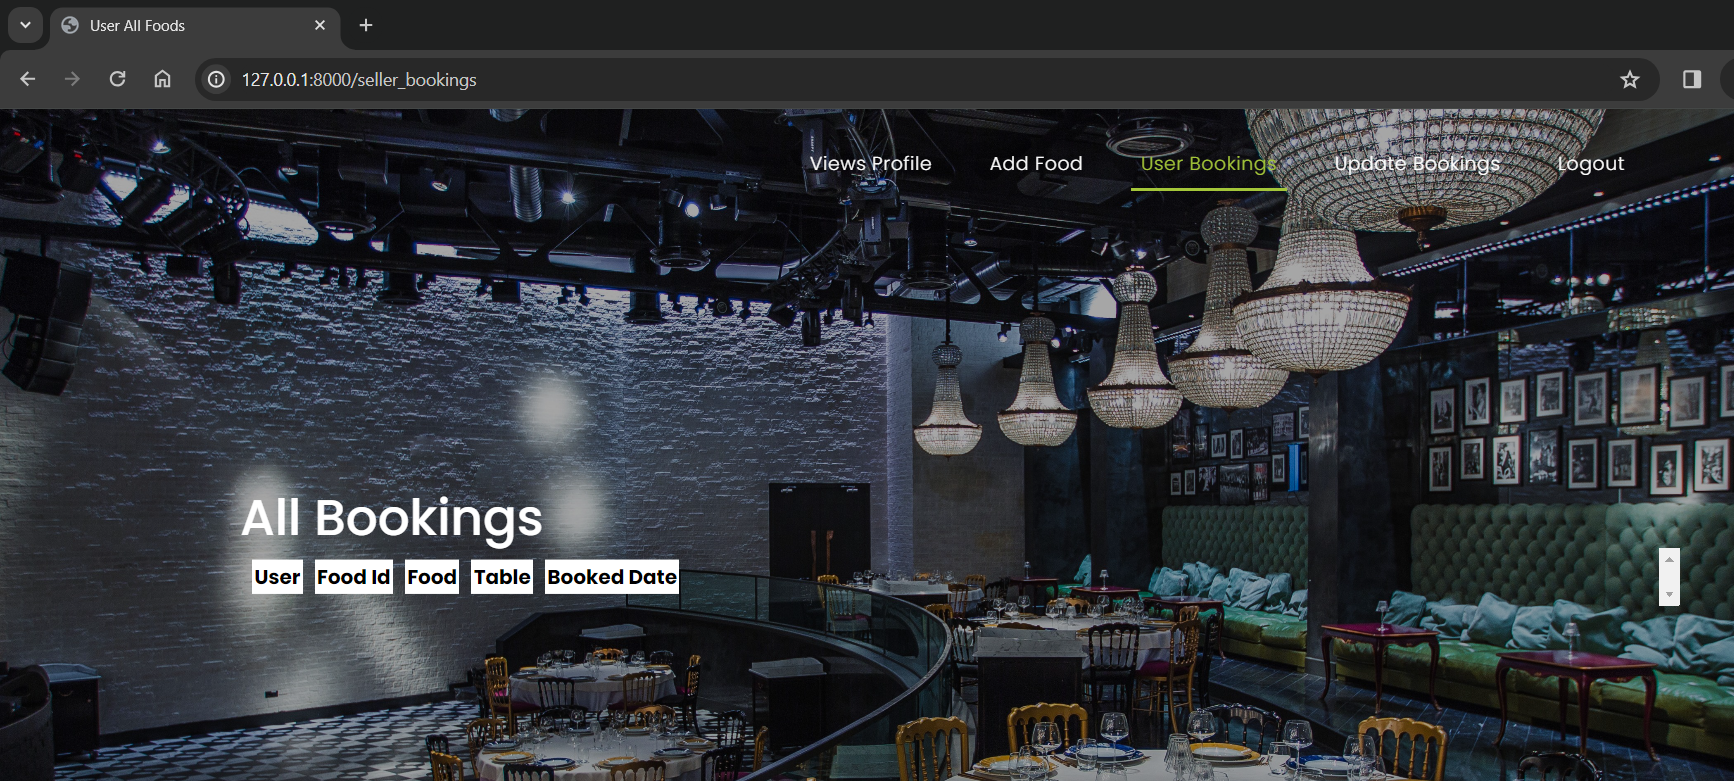 User All Foods
127.0.0.1:8000/seller_bookings
Views Profile Add Food User Bookings Update Bookings Logout
All Bookings
User Food Id Food Table Booked Date